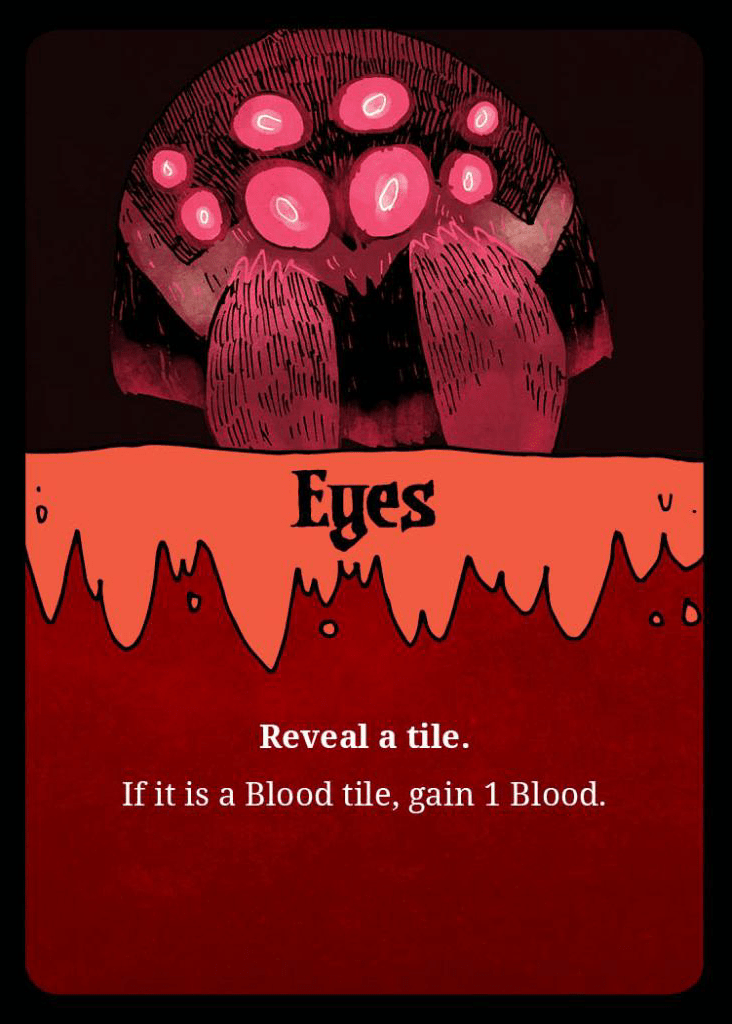 Eyes
Reveal a tile.
If it is a Blood tile, gain 1 Blood.